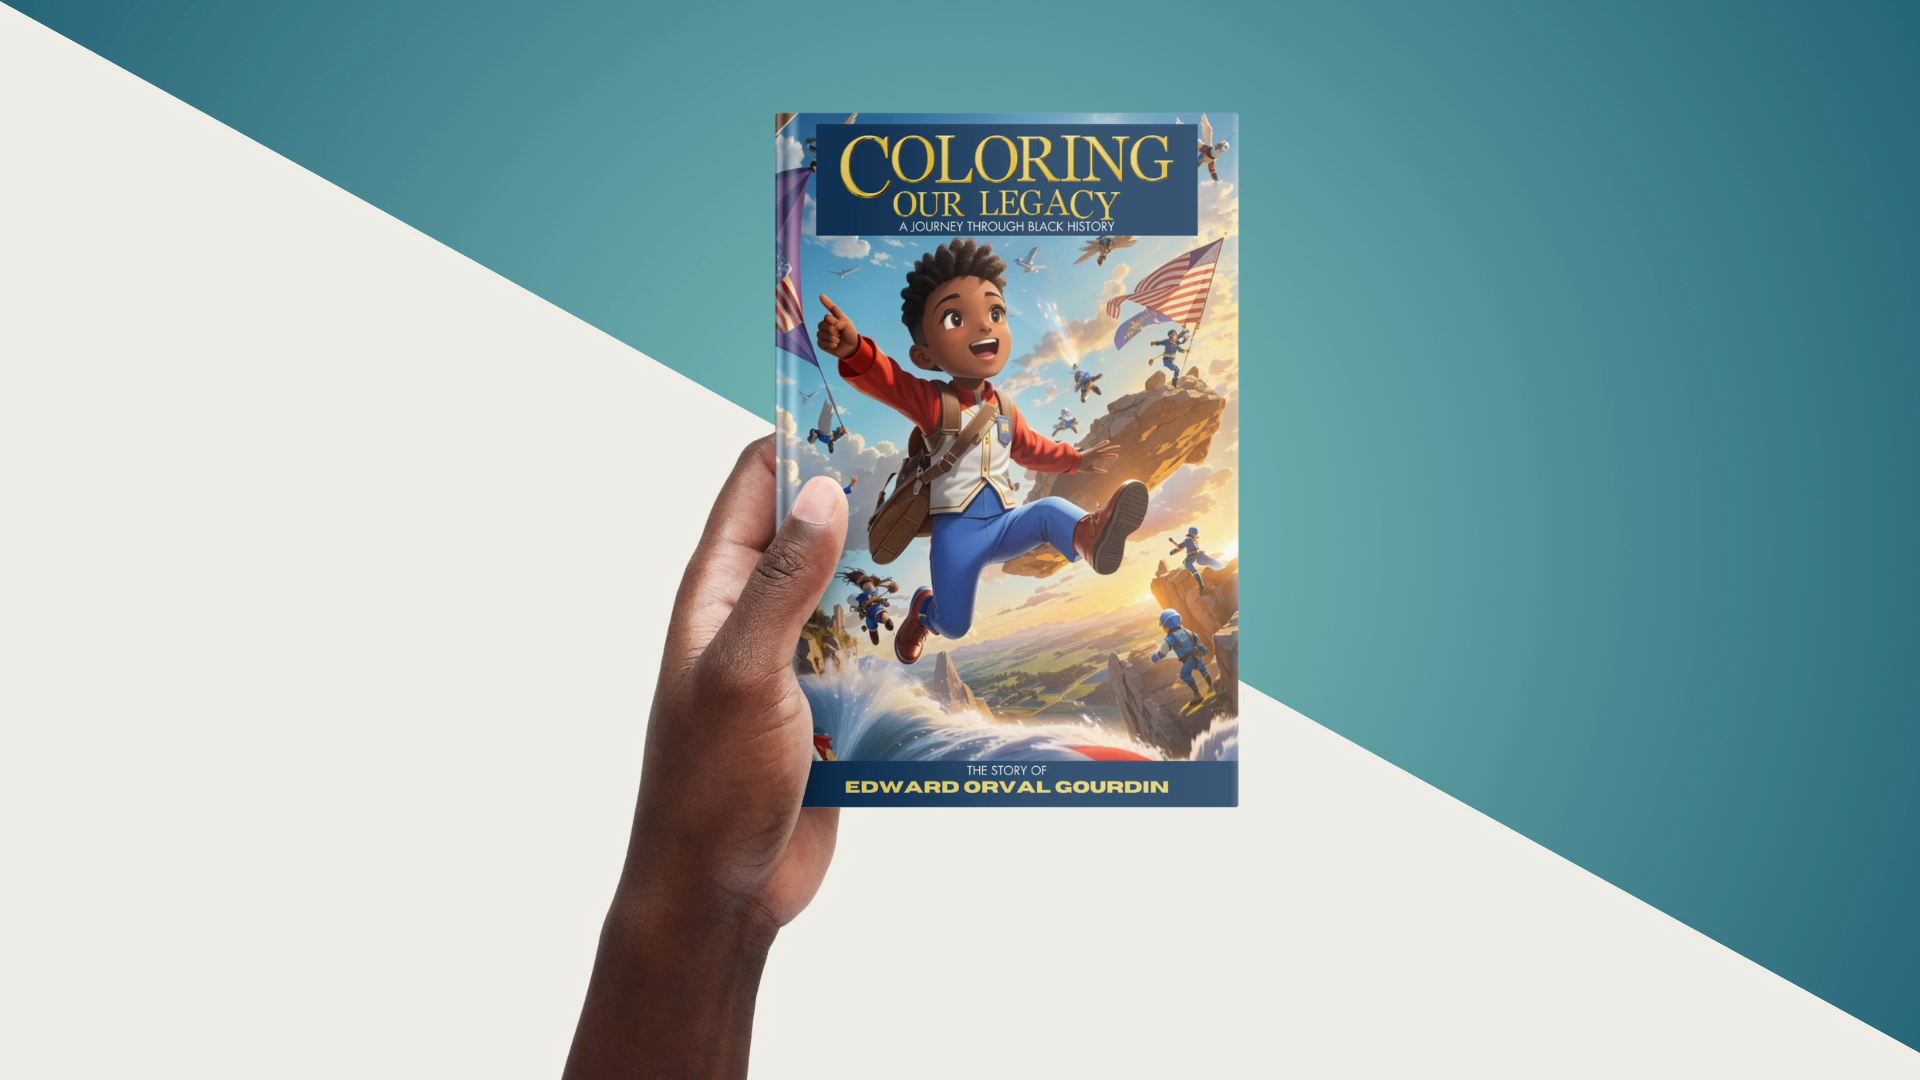 COLORING
OUR LEGACY
A JOURNEY THROUGH BLACK HISTORY
THE STORY OF
EDWARD ORVAL GOURDIN